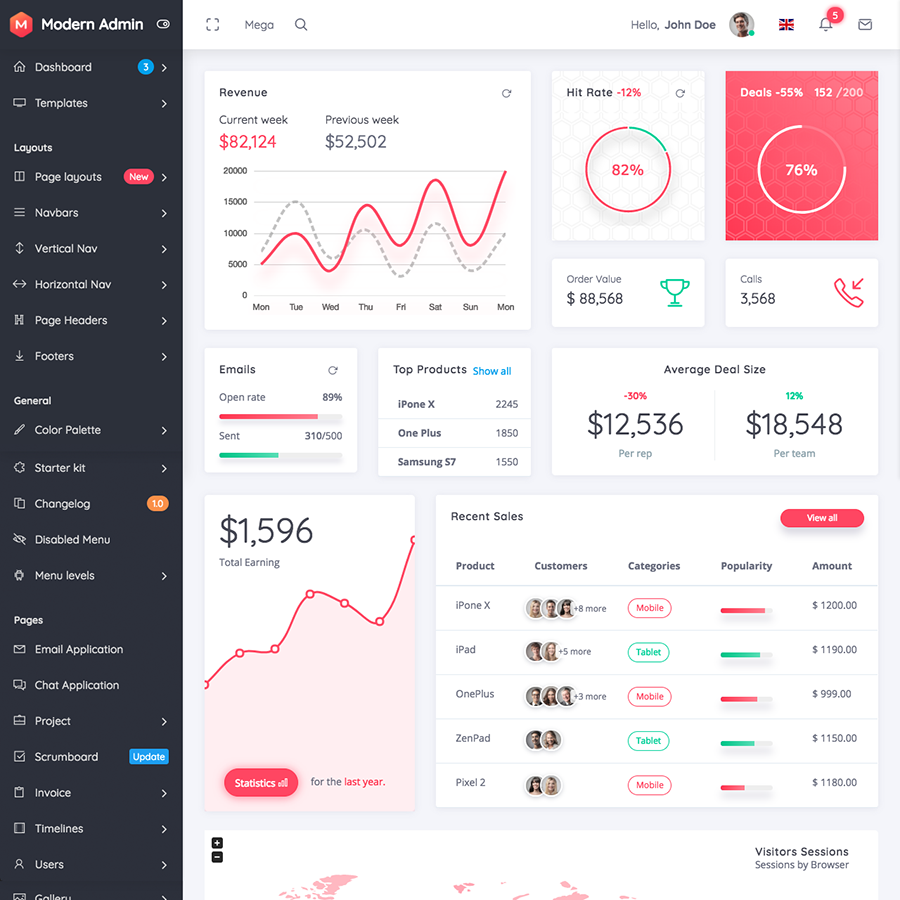 Modern Admin
Dashboard 3
Templates
Layouts
Page layouts New
Navbars
Vertical Nav
Horizontal Nav
Page Headers
Footers
General
Color Palette
Starter kit
Changelog 1.0
Disabled Menu
Menu levels
Pages
Email Application
Chat Application
Project
Scrumboard Update
Invoice
Timelines
Users
Gallery
Mega
Hello, John Doe
5
Revenue
Current week Previous week
$82,124 $52,502
20000
15000
10000
5000
0
Mon Tue Wed Thu Fri Sat Sun Mon
Hit Rate -12%
82%
Deals -55% 152 /200
76%
Order Value
$ 88,568
Calls
3,568
Emails
Open rate 89%
Sent 310/500
Top Products Show all
iPone X 2245
One Plus 1850
Samsung S7 1550
Average Deal Size
-30% 12%
$12,536 $18,548
Per rep Per team
$1,596
Total Earning
Statistics for the last year.
Recent Sales View all
Product Customers Categories Popularity Amount
iPone X +8 more Mobile $ 1200.00
iPad +5 more Tablet $ 1190.00
OnePlus +3 more Mobile $ 999.00
ZenPad Tablet $ 1150.00
Pixel 2 Mobile $ 1180.00
+
−
Visitors Sessions
Sessions by Browser